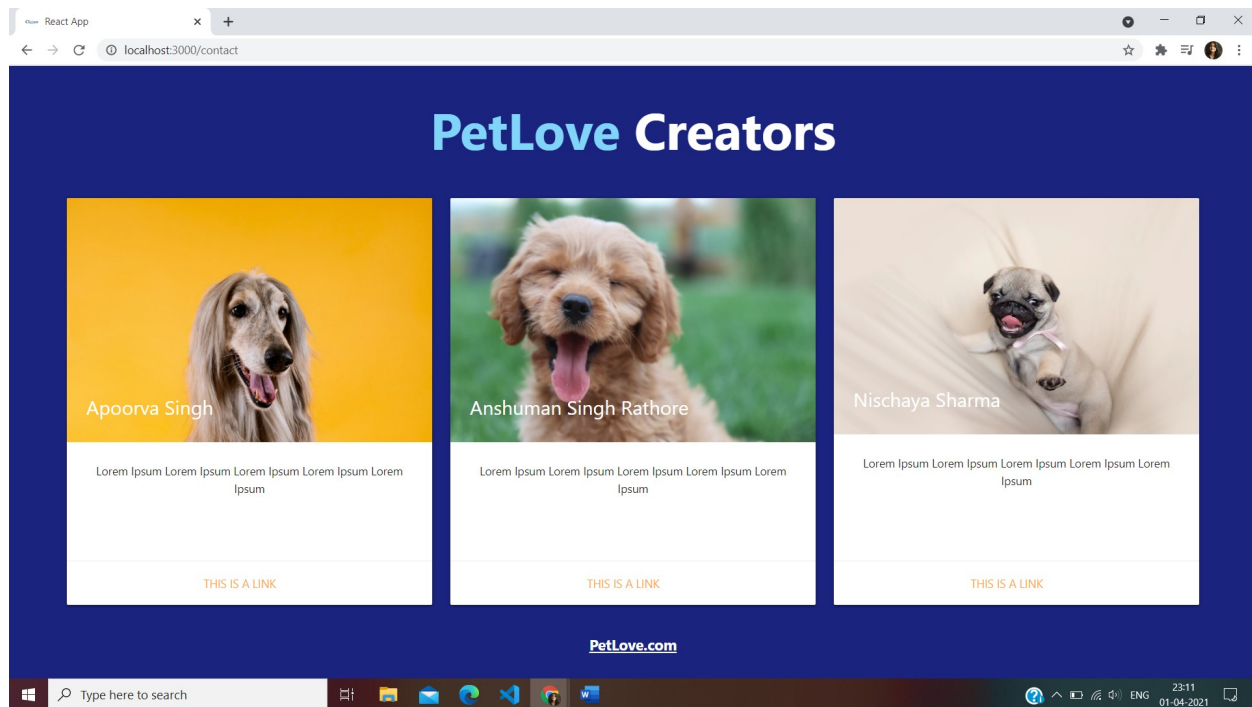 React App
localhost:3000/contact
PetLove Creators
Apoorva Singh
Anshuman Singh Rathore
Nischaya Sharma
Lorem Ipsum Lorem Ipsum Lorem Ipsum Lorem Ipsum Lorem
Ipsum
Lorem Ipsum Lorem Ipsum Lorem Ipsum Lorem Ipsum Lorem
Ipsum
Lorem Ipsum Lorem Ipsum Lorem Ipsum Lorem Ipsum Lorem
Ipsum
THIS IS A LINK
THIS IS A LINK
THIS IS A LINK
PetLove.com
Type here to search
ENG
23:11
01-04-2021